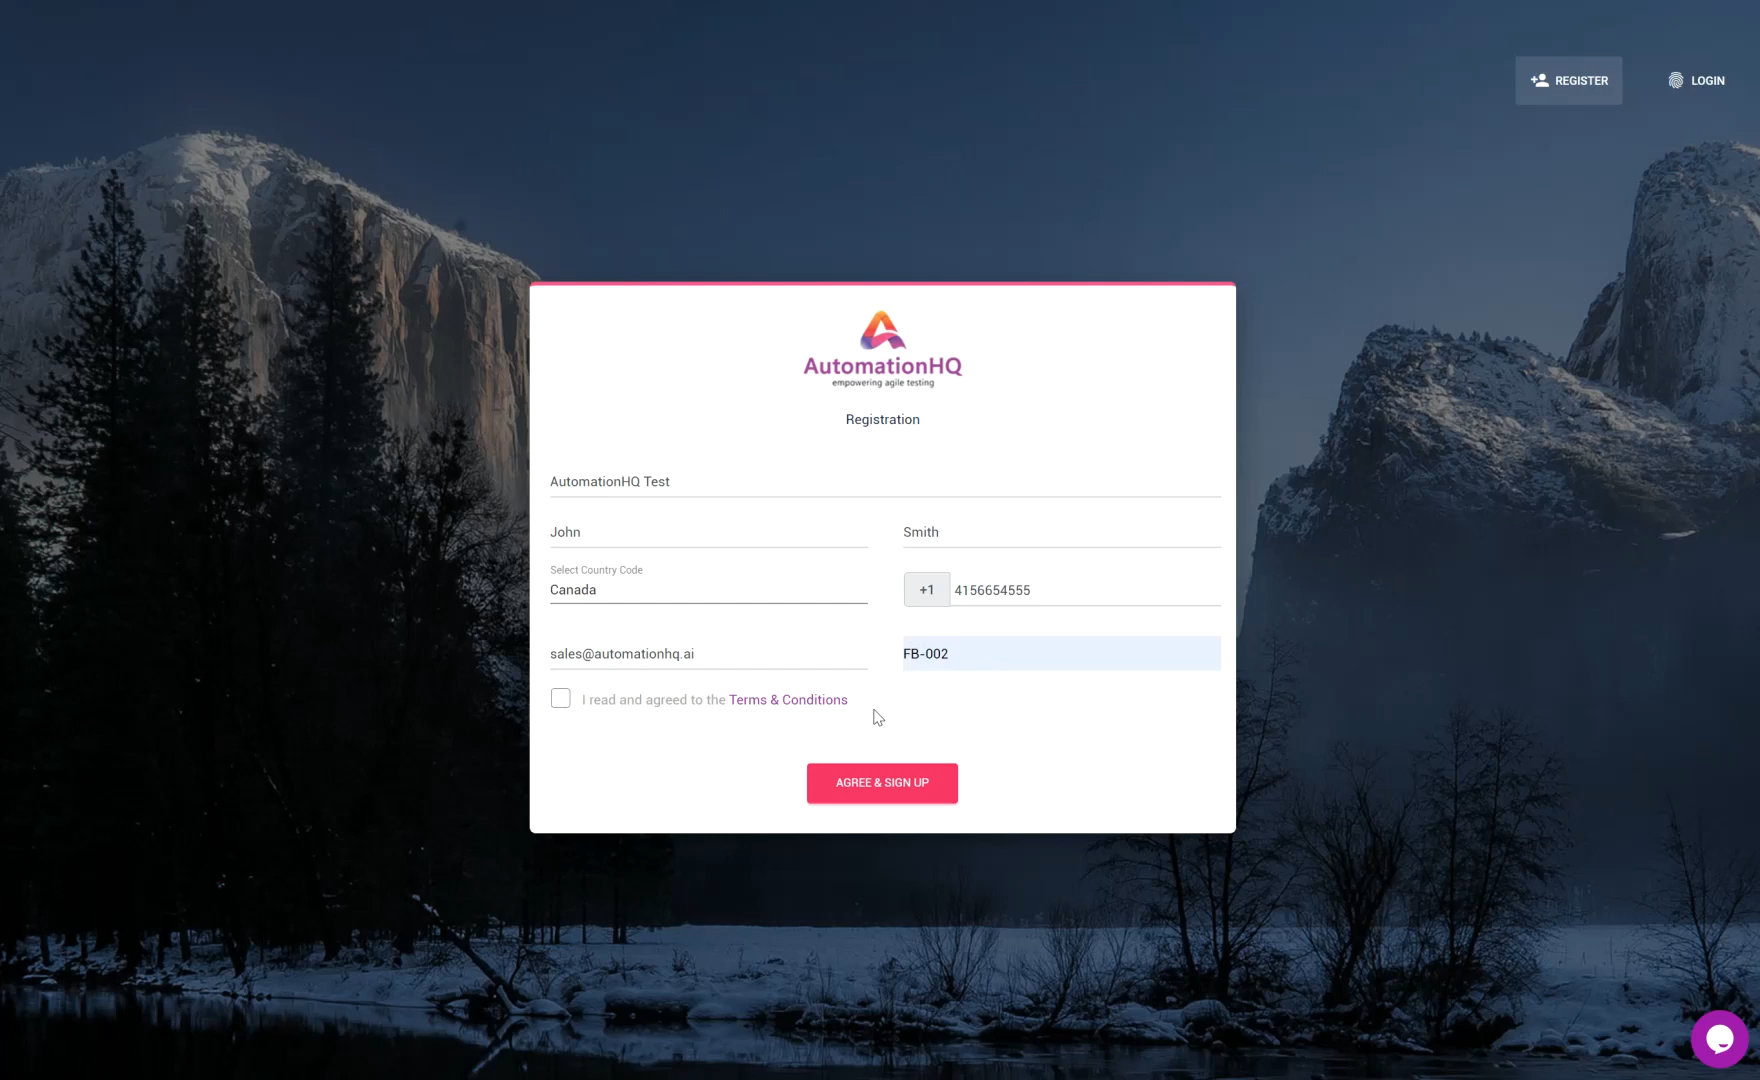 REGISTER
LOGIN
AutomationHQ
empowering agile testing
Registration
AutomationHQ Test
John
Smith
Select Country Code
Canada
+1 4156654555
sales@automationhq.ai
FB-002
I read and agreed to the Terms & Conditions
AGREE & SIGN UP